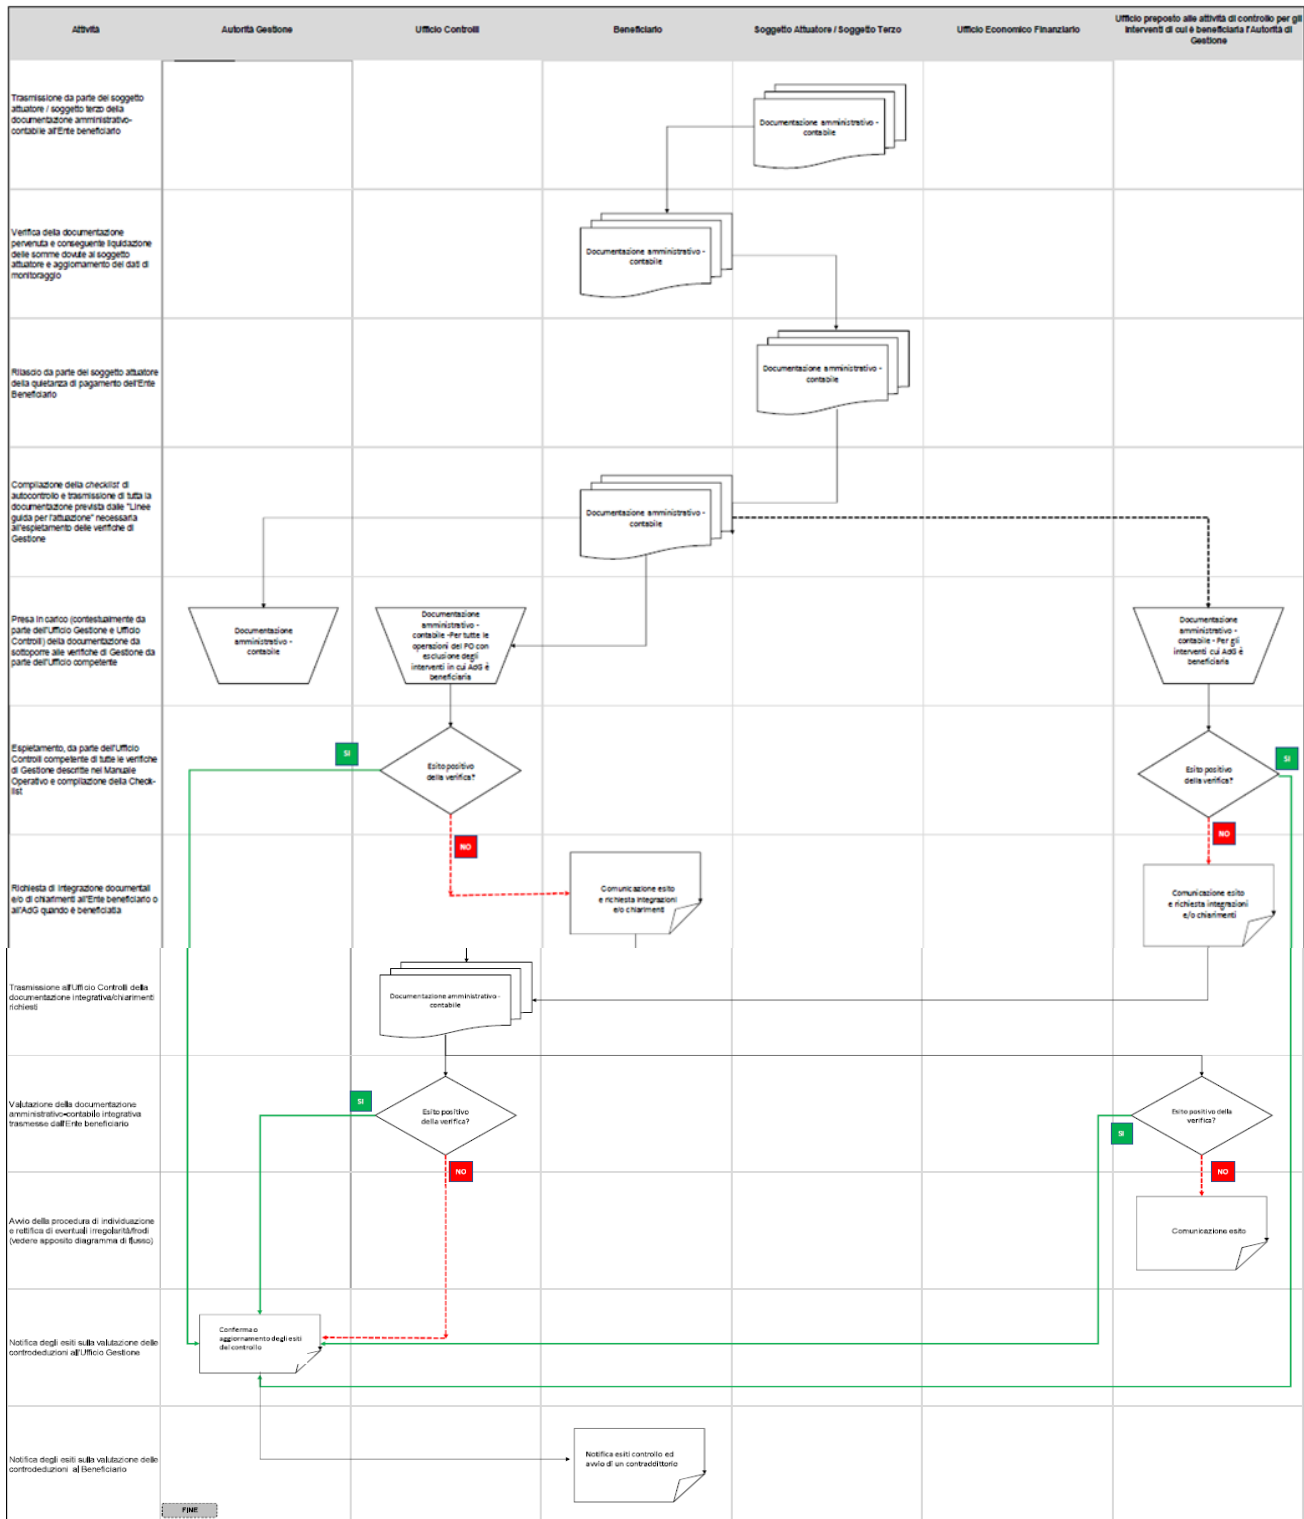 Attività
Autorità Gestione
Ufficio Controlli
Beneficiario
Soggetto Attuatore / Soggetto Terzo
Ufficio Economico Finanziario
Ufficio preposto alle attività di controllo per gli
interventi di cui è beneficiaria l'Autorità di
Gestione
Trasmissione da parte del soggetto
attuatore / soggetto terzo della
documentazione amministrativo-
contabile all'Ente beneficiario
Documentazione amministrativo -
contabile
Verifica della documentazione
pervenuta e conseguente liquidazione
delle somme dovute al soggetto
attuatore e aggiornamento dei dati di
monitoraggio
Documentazione amministrativo -
contabile
Rilascio da parte del soggetto attuatore
della quietanza di pagamento dell'Ente
Beneficiario
Documentazione amministrativo -
contabile
Compilazione della checklist di
autocontrollo e trasmissione di tutta la
documentazione prevista dalle "Linee
guida per l'attuazione" necessaria
all'espletamento delle verifiche di
Gestione
Documentazione amministrativo -
contabile
Presa in carico (contestualmente da
parte dell'Ufficio Gestione e Ufficio
Controlli) della documentazione da
sottoporre alle verifiche di Gestione da
parte dell'Ufficio competente
Documentazione
amministrativo -
contabile
Documentazione
amministrativo -
contabile -Per tutte le
operazioni del PO con
esclusione degli
interventi in cui AdG è
beneficiaria
Documentazione
amministrativo -
contabile - Per gli
interventi cui AdG è
beneficiaria
Espletamento, da parte dell'Ufficio
Controlli competente di tutte le verifiche
di Gestione descritte nel Manuale
Operativo e compilazione della Check-
list
SI
Esito positivo
della verifica?
NO
Esito positivo
della verifica?
SI
NO
Richiesta di integrazione documentali
e/o di chiarimenti all'Ente beneficiario o
all'AdG quando è beneficiatia
Comunicazione esito
e richiesta integrazioni
e/o chiarimenti
Comunicazione esito
e richiesta integrazioni
e/o chiarimenti
Trasmissione all'Ufficio Controlli della
documentazione integrativa/chiarimenti
richiesti
Documentazione amministrativo -
contabile
Valutazione della documentazione
amministrativo-contabile integrativa
trasmesse dall'Ente beneficiario
SI
Esito positivo
della verifica?
NO
Esito positivo della
verifica?
SI
NO
Avvio della procedura di individuazione
e rettifica di eventuali irregolarità/frodi
(vedere apposito diagramma di flusso)
Comunicazione esito
Notifica degli esiti sulla valutazione delle
controdeduzioni all'Ufficio Gestione
Conferma o
aggiornamento degli esiti
del controllo
Notifica degli esiti sulla valutazione delle
controdeduzioni al Beneficiario
Notifica esiti controllo ed
avvio di un contraddittorio
FINE